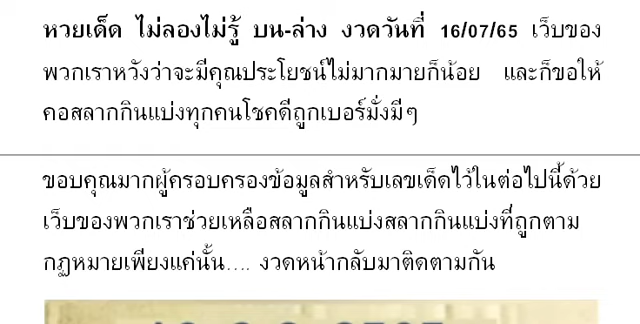 หวยเด็ด ไม่ลองไม่รู้ บน-ล่าง งวดวันที่ 16/07/65 เว็บของ
พวกเราหวังว่าจะมีคุณประโยชน์ไม่มากมายก็น้อย และก็ขอให้
คอสลากกินแบ่งทุกคนโชคดีถูกเบอร์มั่งมีๆ
ขอบคุณมากผู้ครอบครองข้อมูลสำหรับเลขเด็ดไว้ในต่อไปนี้ด้วย
เว็บของพวกเราช่วยเหลือสลากกินแบ่งสลากกินแบ่งที่ถูกตาม
กฎหมายเพียงแค่นั้น.... งวดหน้ากลับมาติดตามกัน